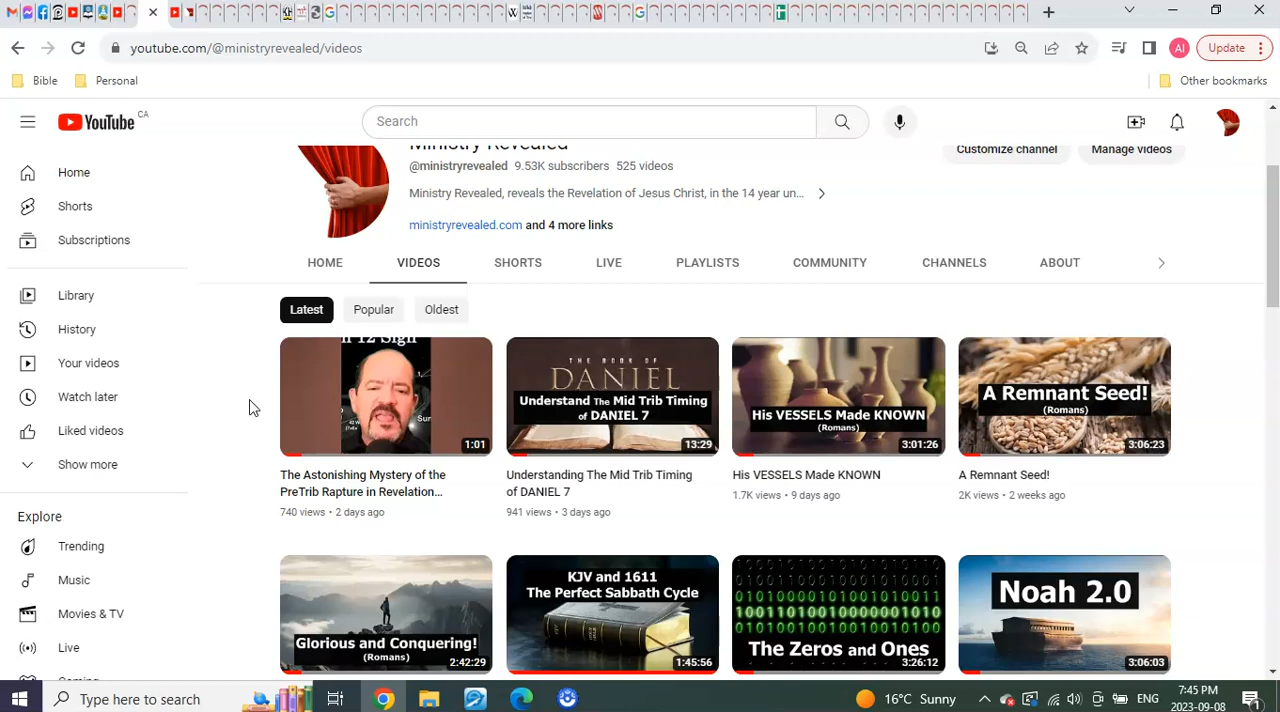 youtube.com/@ministryrevealed/videos
Update
Bible
Personal
Other bookmarks
AI
YouTube CA
Search
Ministry Revealed
@ministryrevealed 9.53K subscribers 525 videos
Customize channel
Manage videos
Ministry Revealed, reveals the Revelation of Jesus Christ, in the 14 year un...
ministryrevealed.com and 4 more links
HOME VIDEOS SHORTS LIVE PLAYLISTS COMMUNITY CHANNELS ABOUT
Latest Popular Oldest
Home
Shorts
Subscriptions
Library
History
Your videos
Watch later
Liked videos
Show more
Explore
Trending
Music
Movies & TV
Live
12 Sign
Sur
1:01
The Astonishing Mystery of the
PreTrib Rapture in Revelation...
740 views • 2 days ago
THE BOOK OF
DANIEL
Understand The Mid Trib Timing
of DANIEL 7
13:29
Understanding The Mid Trib Timing
of DANIEL 7
941 views • 3 days ago
His VESSELS Made KNOWN
(Romans)
3:01:26
His VESSELS Made KNOWN
1.7K views • 9 days ago
A Remnant Seed!
(Romans)
3:06:23
A Remnant Seed!
2K views • 2 weeks ago
Glorious and Conquering!
(Romans)
2:42:29
KJV and 1611
The Perfect Sabbath Cycle
1:45:56
The Zeros and Ones
3:26:12
Noah 2.0
3:06:03
Type here to search
16°C Sunny
ENG
7:45 PM
2023-09-08